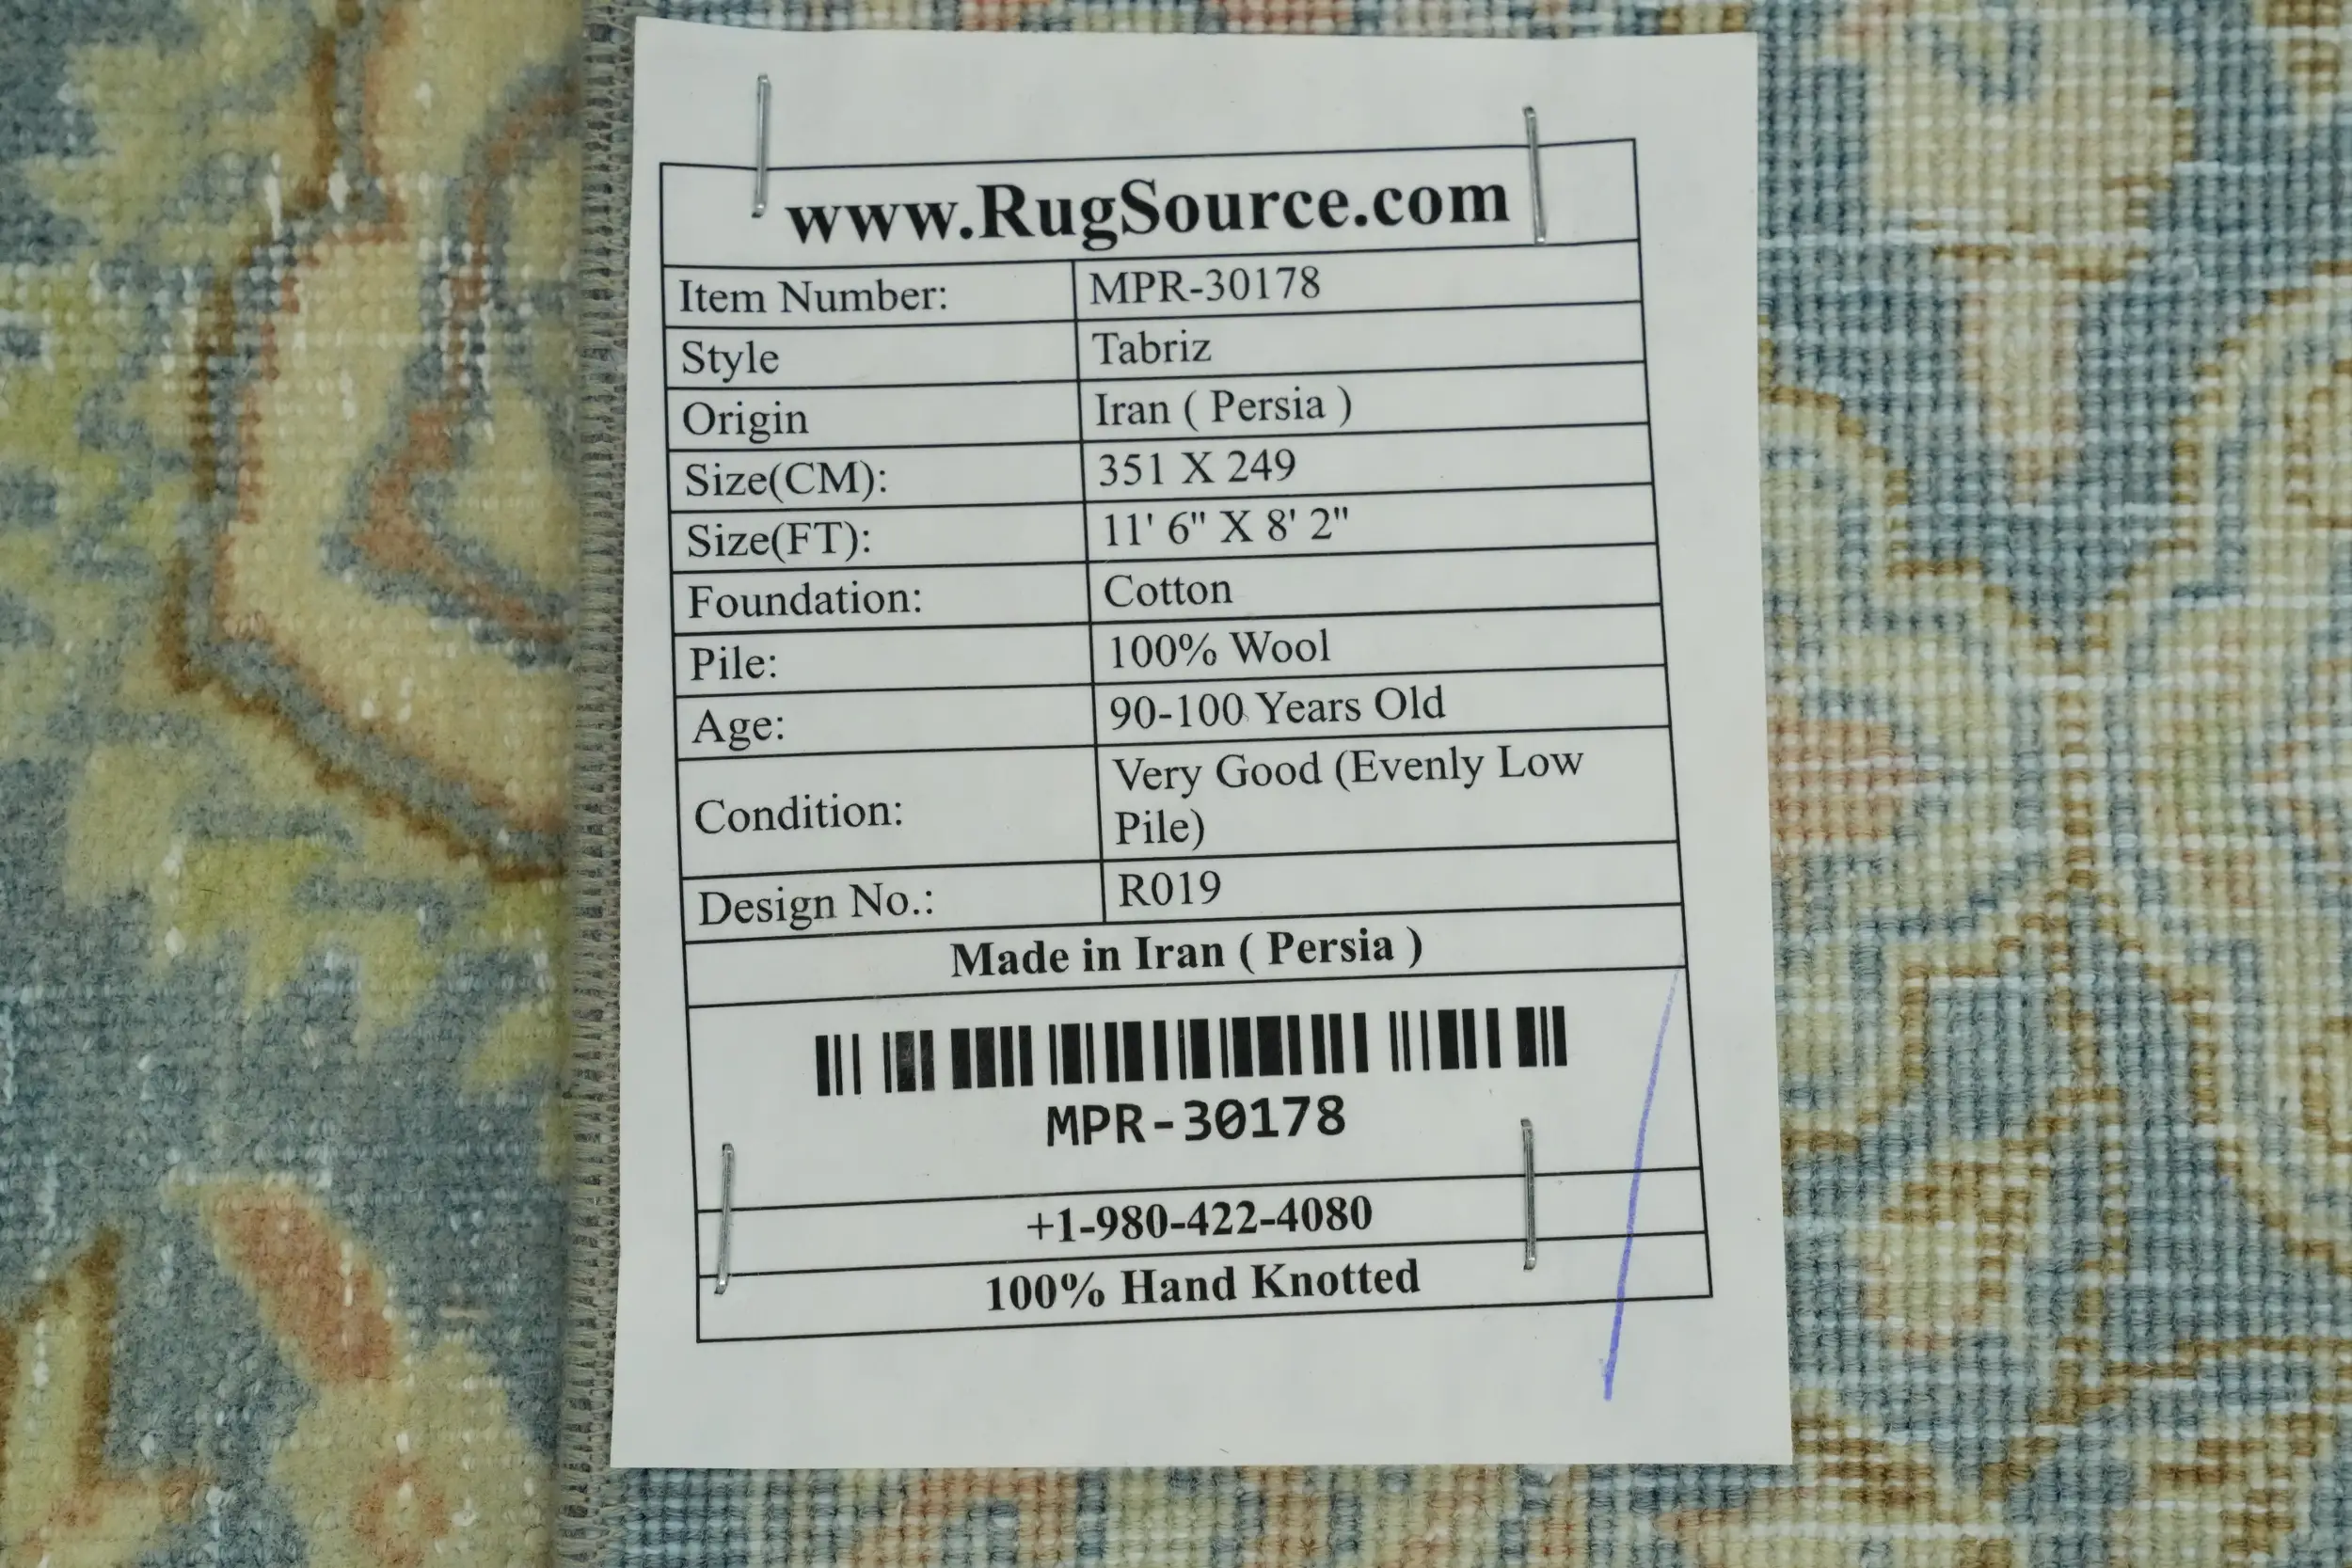 www.RugSource.com
Item Number: MPR-30178
Style Tabriz
Origin Iran ( Persia )
Size(CM): 351 X 249
Size(FT): 11' 6" X 8' 2"
Foundation: Cotton
Pile: 100% Wool
Age: 90-100 Years Old
Condition: Very Good (Evenly Low
Pile)
Design No.: R019
Made in Iran ( Persia )
MPR-30178
+1-980-422-4080
100% Hand Knotted